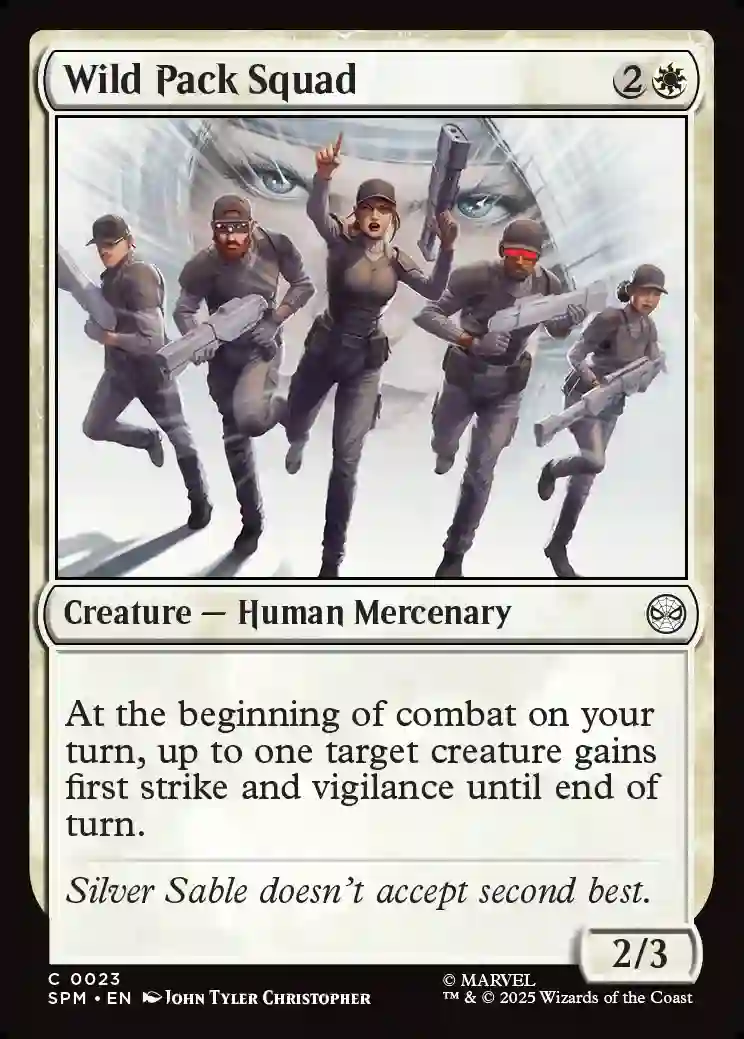 Wild Pack Squad 2
Creature — Human Mercenary
At the beginning of combat on your
turn, up to one target creature gains
first strike and vigilance until end of
turn.
Silver Sable doesn't accept second best.
2/3
C 0023
SPM • EN John Tyler Christopher
© MARVEL
™ & © 2025 Wizards of the Coast